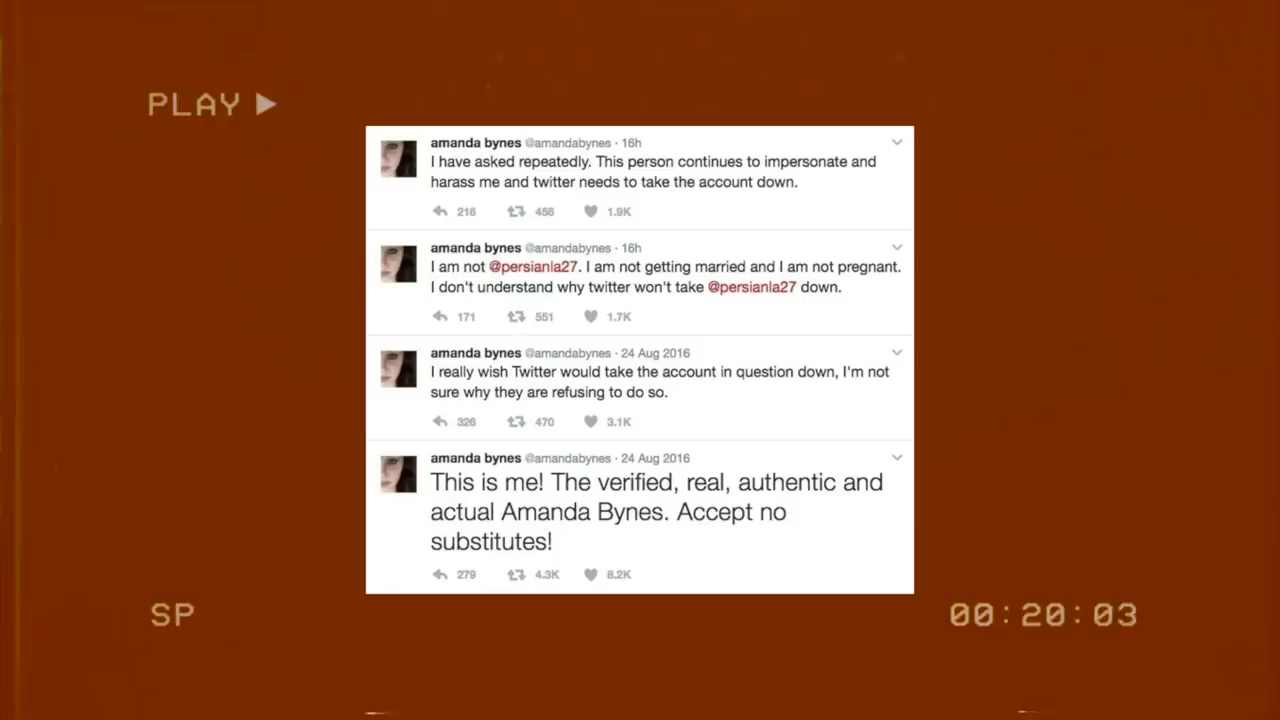 PLAY
amanda bynes @amandabynes · 16h
I have asked repeatedly. This person continues to impersonate and
harass me and twitter needs to take the account down.
216 456 1.9K
amanda bynes @amandabynes · 16h
I am not @persianla27. I am not getting married and I am not pregnant.
I don't understand why twitter won't take @persianla27 down.
171 551 1.7K
amanda bynes @amandabynes · 24 Aug 2016
I really wish Twitter would take the account in question down, I'm not
sure why they are refusing to do so.
326 470 3.1K
amanda bynes @amandabynes · 24 Aug 2016
This is me! The verified, real, authentic and
actual Amanda Bynes. Accept no
substitutes!
279 4.3K 8.2K
SP 00:20:03